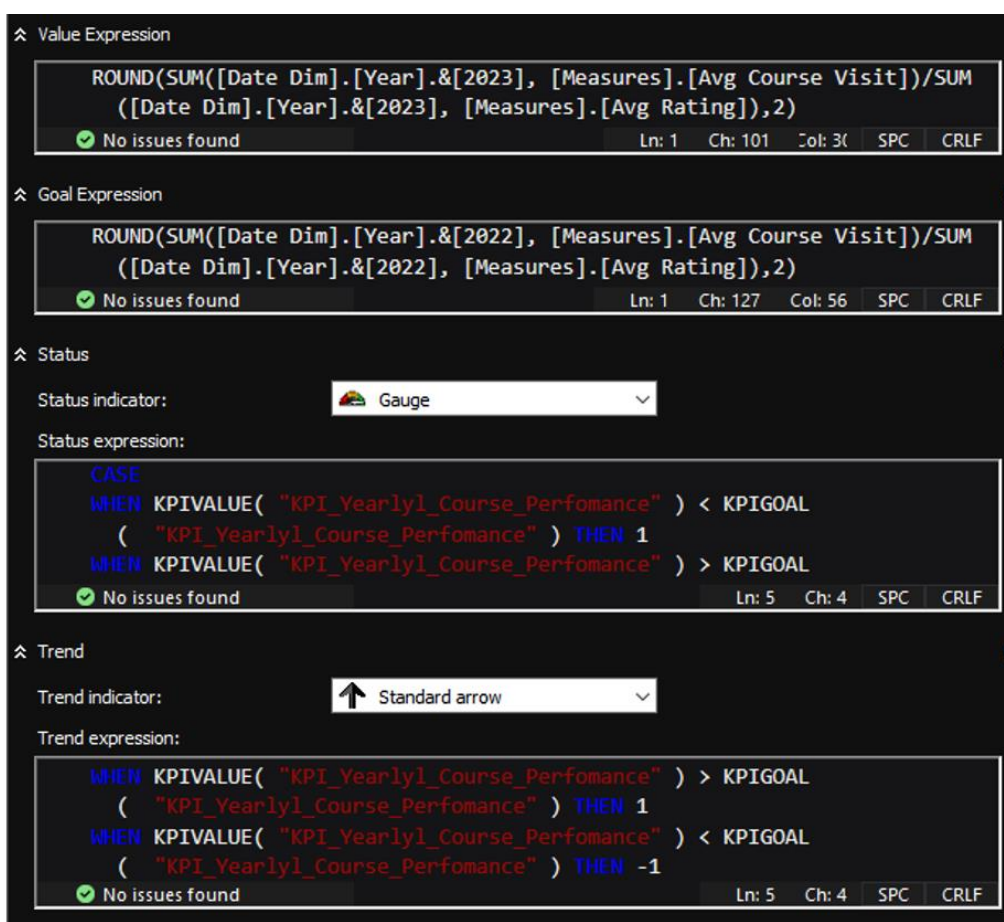 Value Expression
ROUND(SUM([Date Dim].[Year].&[2023], [Measures].[Avg Course Visit])/SUM
([Date Dim].[Year].&[2023], [Measures].[Avg Rating]),2)
No issues found Ln: 1 Ch: 101 SPC CRLF
Goal Expression
ROUND(SUM([Date Dim].[Year].&[2022], [Measures].[Avg Course Visit])/SUM
([Date Dim].[Year].&[2022], [Measures].[Avg Rating]),2)
No issues found Ln: 1 Ch: 127 Col: 56 SPC CRLF
Status
Status indicator: Gauge
Status expression:
CASE
WHEN KPIVALUE( "KPI_Yearlyl_Course_Perfomance" ) < KPIGOAL
( "KPI_Yearlyl_Course_Perfomance" ) THEN 1
WHEN KPIVALUE( "KPI_Yearlyl_Course_Perfomance" ) > KPIGOAL
No issues found Ln: 5 Ch: 4 SPC CRLF
Trend
Trend indicator: Standard arrow
Trend expression:
WHEN KPIVALUE( "KPI_Yearlyl_Course_Perfomance" ) > KPIGOAL
( "KPI_Yearlyl_Course_Perfomance" ) THEN 1
WHEN KPIVALUE( "KPI_Yearlyl_Course_Perfomance" ) < KPIGOAL
( "KPI_Yearlyl_Course_Perfomance" ) THEN -1
No issues found Ln: 5 Ch: 4 SPC CRLF